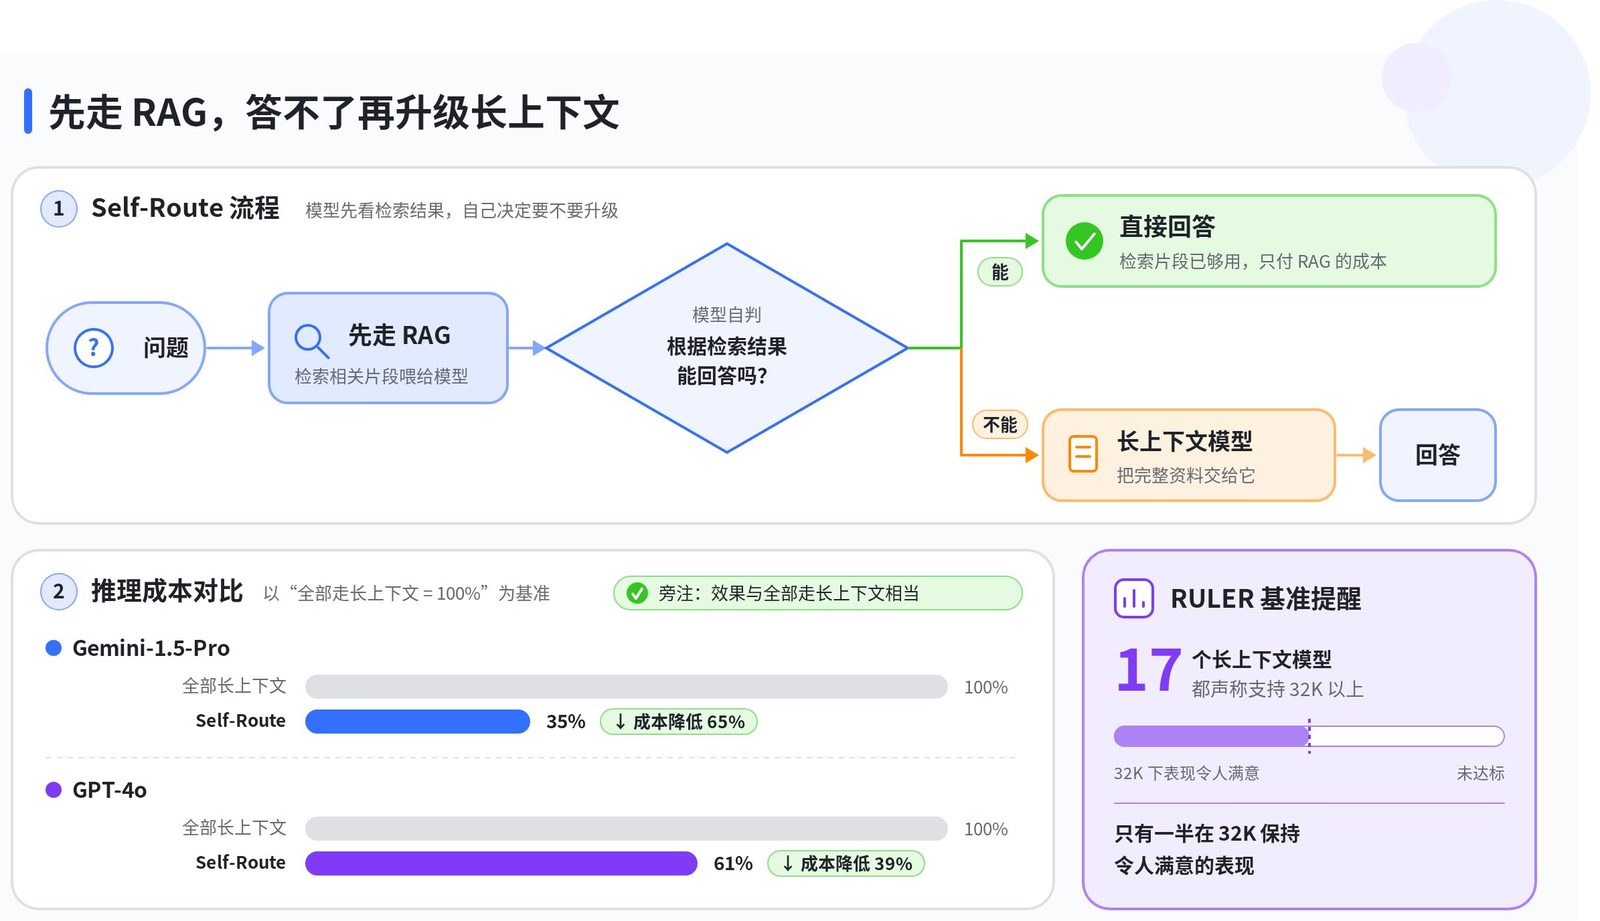 先走 RAG，答不了再升级长上下文
1 Self-Route 流程 模型先看检索结果，自己决定要不要升级
? 问题
先走 RAG
检索相关片段喂给模型
模型自判
根据检索结果
能回答吗？
能
直接回答
检索片段已够用，只付 RAG 的成本
不能
长上下文模型
把完整资料交给它
回答
2 推理成本对比 以“全部走长上下文 = 100%”为基准
旁注：效果与全部走长上下文相当
Gemini-1.5-Pro
全部长上下文 100%
Self-Route 35% ↓ 成本降低 65%
GPT-4o
全部长上下文 100%
Self-Route 61% ↓ 成本降低 39%
RULER 基准提醒
17 个长上下文模型
都声称支持 32K 以上
32K 下表现令人满意 未达标
只有一半在 32K 保持
令人满意的表现